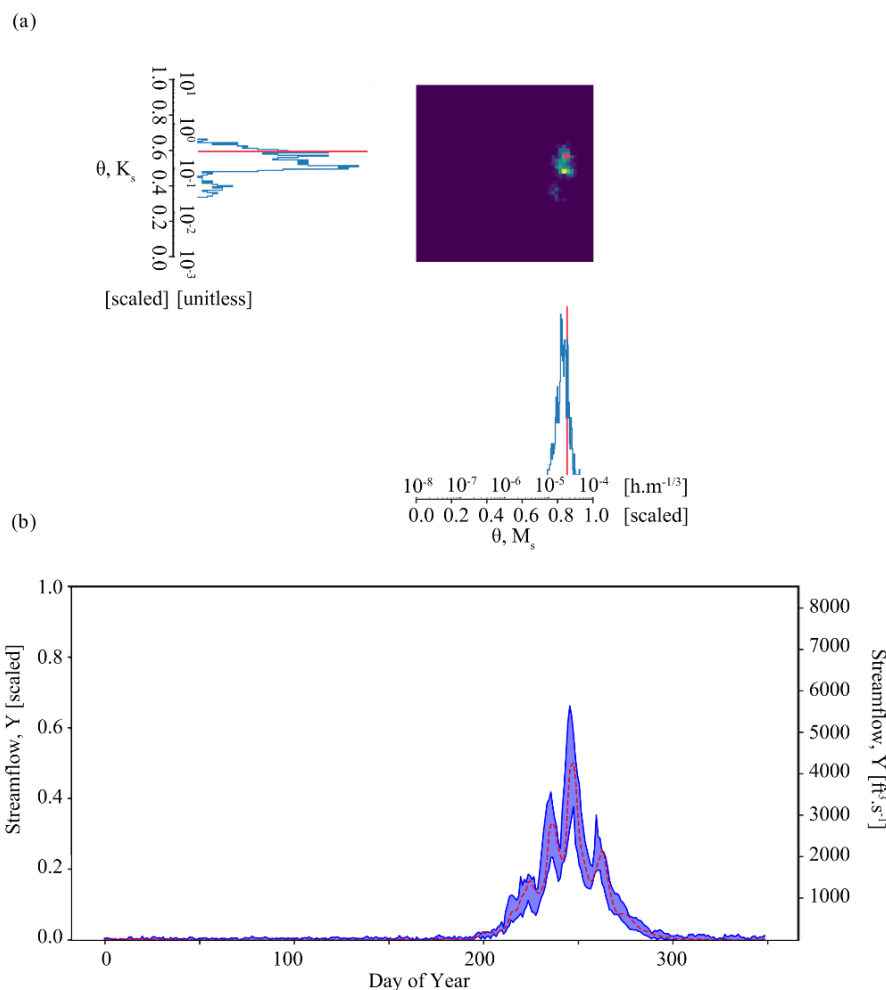 (a)
1.0
0.8
0.6
0.4
0.2
0.0
10¹
10⁰
10⁻¹
10⁻²
10⁻³
θ, Kₛ
[scaled] [unitless]
10⁻⁸ 10⁻⁷ 10⁻⁶ 10⁻⁵ 10⁻⁴ [h.m⁻¹ᐟ³]
0.0 0.2 0.4 0.6 0.8 1.0 [scaled]
θ, Mₛ
(b)
Streamflow, Y [scaled]
1.0
0.8
0.6
0.4
0.2
0.0
8000
7000
6000
5000
4000
3000
2000
1000
Streamflow, Y [ft³.s⁻¹]
0 100 200 300
Day of Year